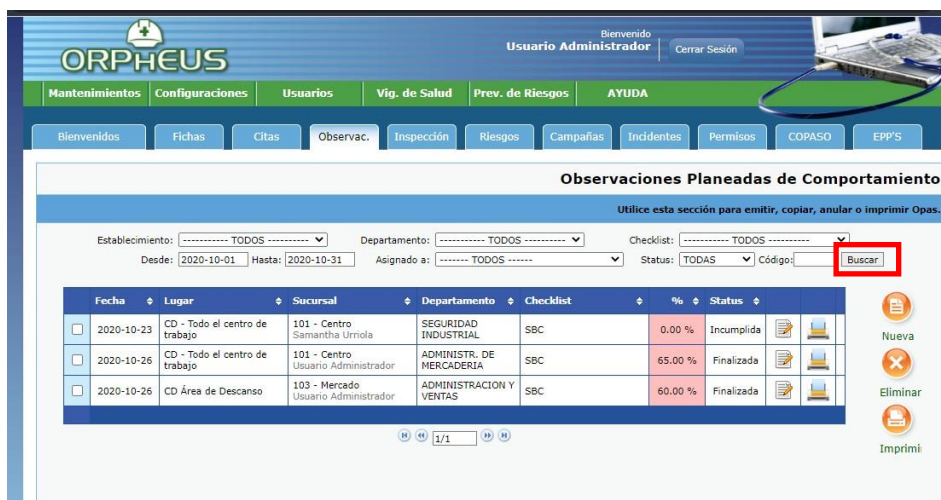 ORPHEUS
Bienvenido
Usuario Administrador
Cerrar Sesión
Mantenimientos Configuraciones Usuarios Vig. de Salud Prev. de Riesgos AYUDA
Bienvenidos Fichas Citas Observac. Inspección Riesgos Campañas Incidentes Permisos COPASO EPP'S
Observaciones Planeadas de Comportamiento
Utilice esta sección para emitir, copiar, anular o imprimir Opas.
Establecimiento: ----------- TODOS ---------- Departamento: ----------- TODOS ---------- Checklist: ----------- TODOS ----------
Desde: 2020-10-01 Hasta: 2020-10-31 Asignado a: ------- TODOS ------ Status: TODAS Código: Buscar
Fecha Lugar Sucursal Departamento Checklist % Status
2020-10-23 CD - Todo el centro de trabajo 101 - Centro Samantha Urriola SEGURIDAD INDUSTRIAL SBC 0.00 % Incumplida
2020-10-26 CD - Todo el centro de trabajo 101 - Centro Usuario Administrador ADMINISTR. DE MERCADERIA SBC 65.00 % Finalizada
2020-10-26 CD Área de Descanso 103 - Mercado Usuario Administrador ADMINISTRACION Y VENTAS SBC 60.00 % Finalizada
1/1
Nueva
Eliminar
Imprimi